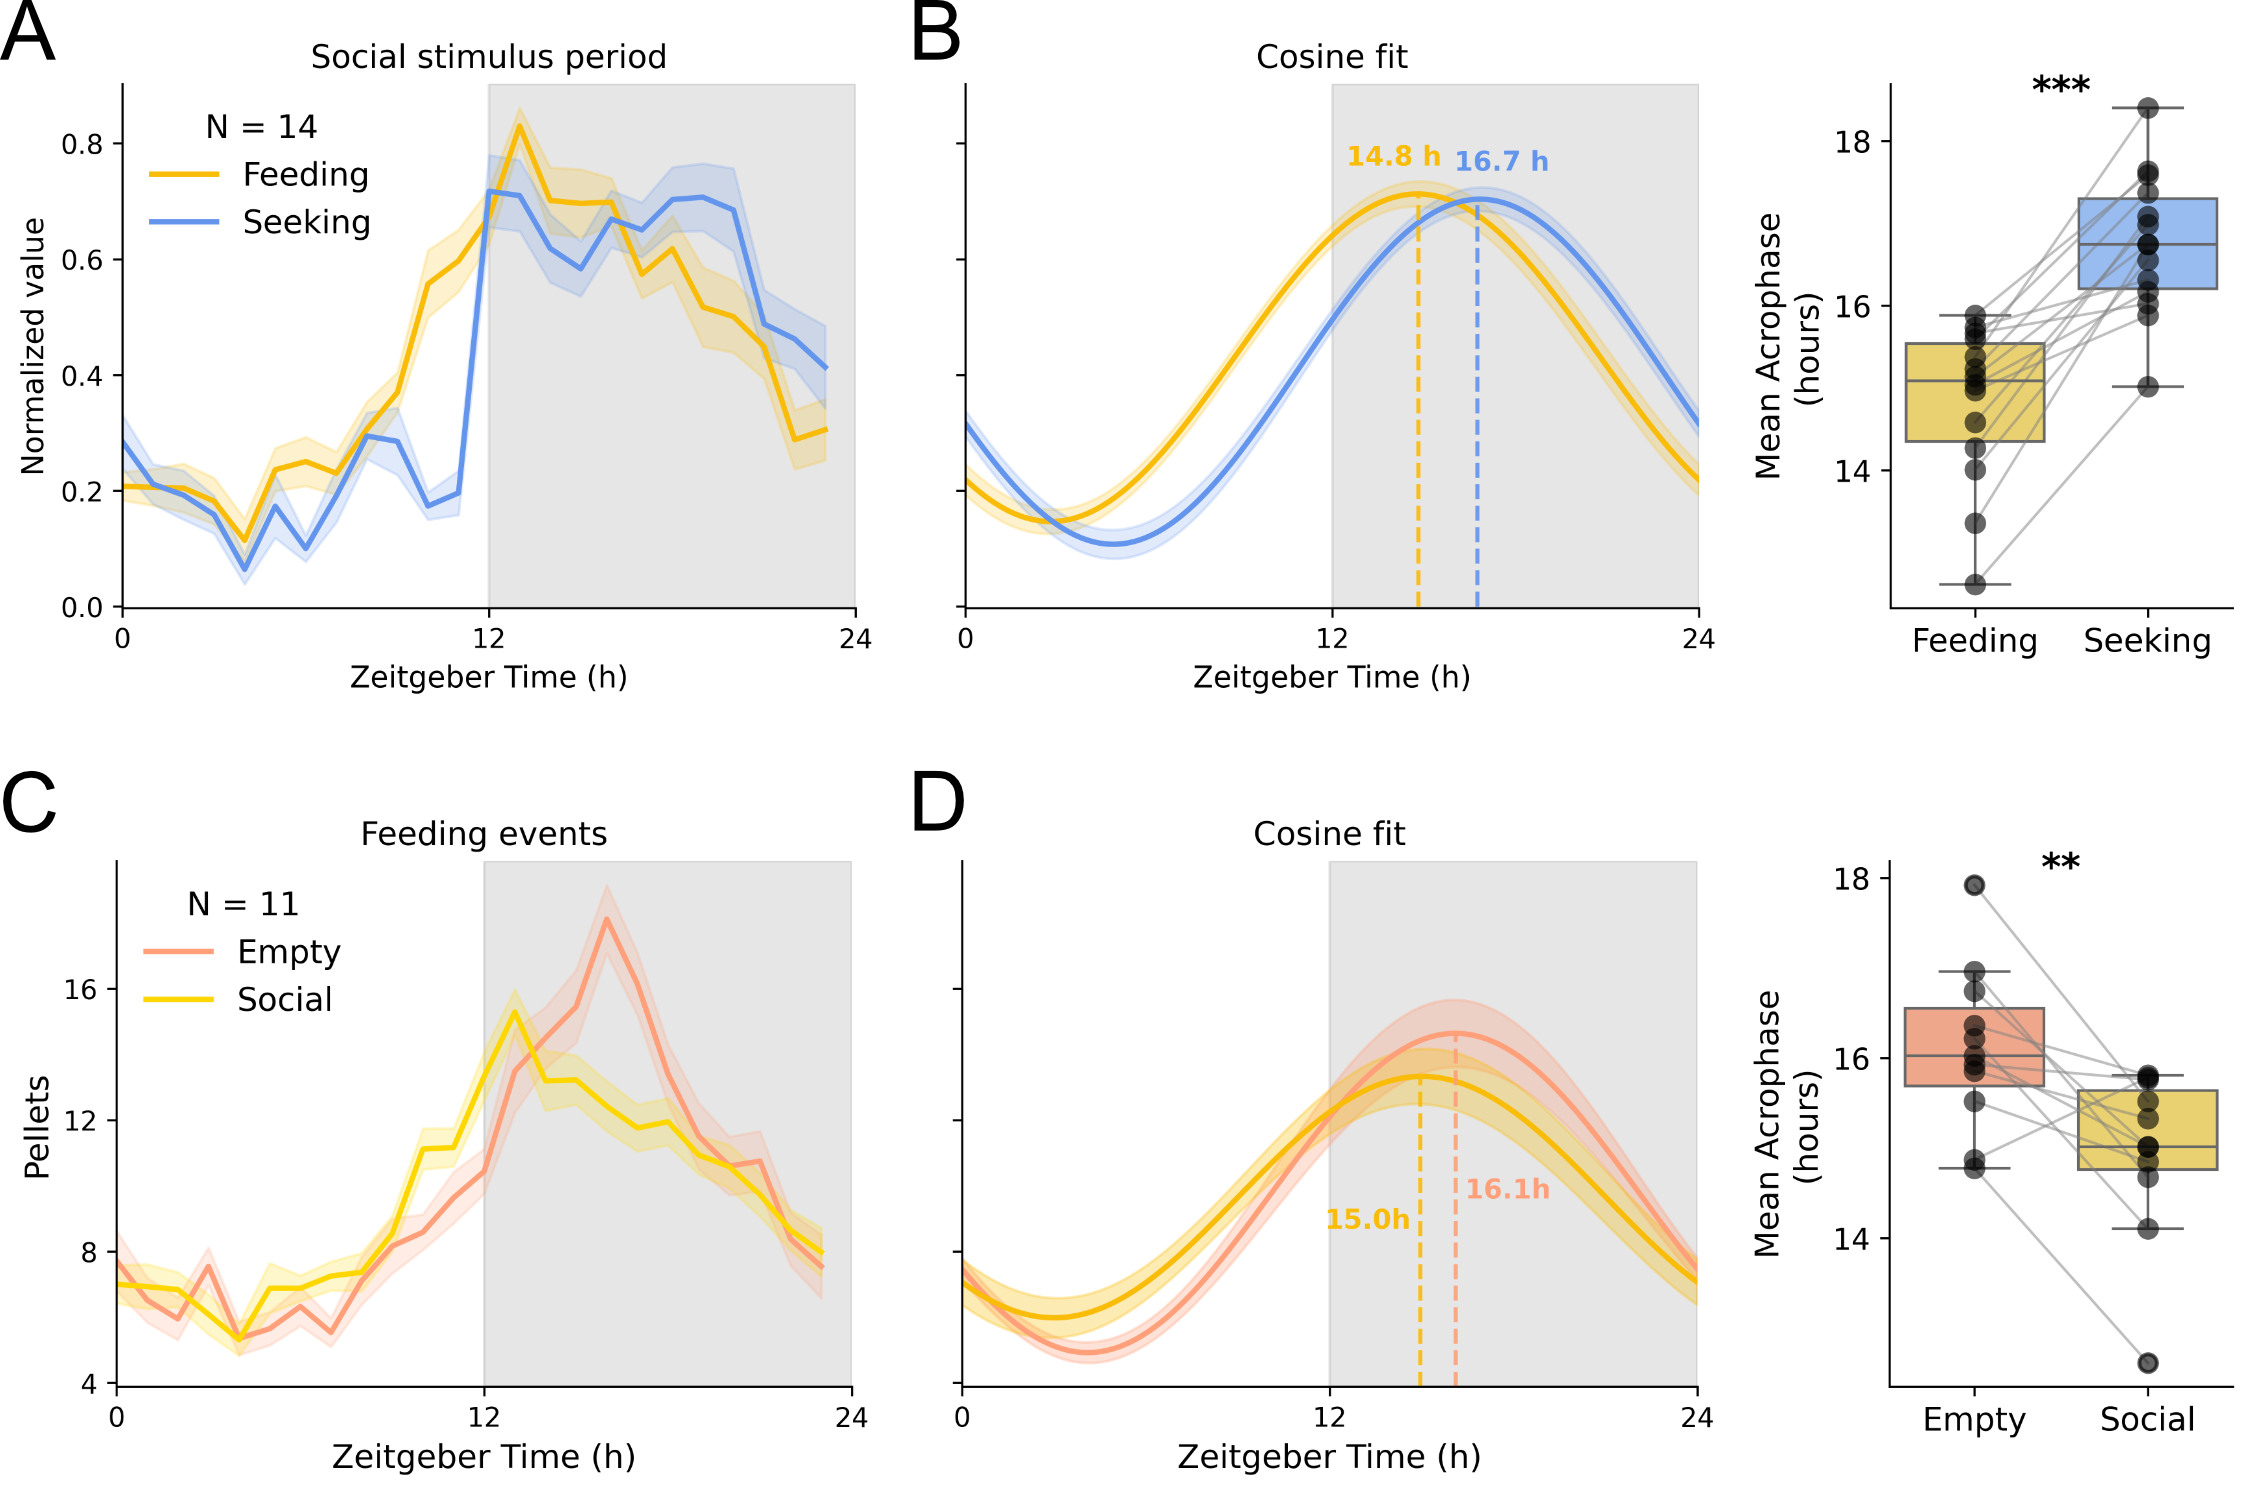 A
Social stimulus period
N = 14
Feeding
Seeking
Normalized value
0.8
0.6
0.4
0.2
0.0
0
12
24
Zeitgeber Time (h)
B
Cosine fit
14.8 h
16.7 h
0
12
24
Zeitgeber Time (h)
***
Mean Acrophase
(hours)
18
16
14
Feeding
Seeking
C
Feeding events
N = 11
Empty
Social
Pellets
16
12
8
4
0
12
24
Zeitgeber Time (h)
D
Cosine fit
15.0h
16.1h
0
12
24
Zeitgeber Time (h)
**
Mean Acrophase
(hours)
18
16
14
Empty
Social